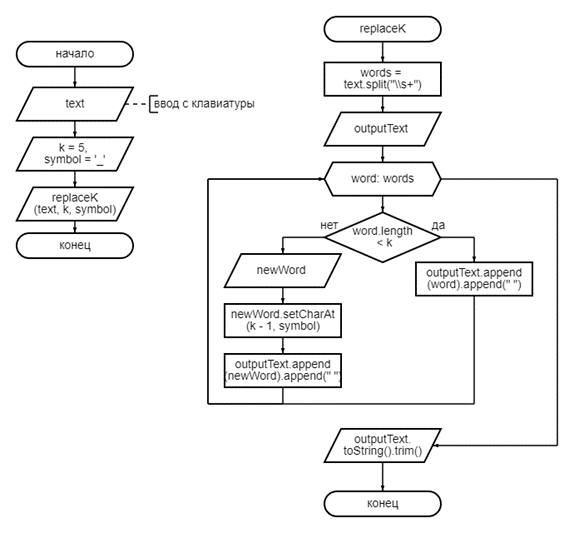 начало
text
ввод с клавиатуры
k = 5,
symbol = '_'
replaceK
(text, k, symbol)
конец
replaceK
words =
text.split("\\s+")
outputText
word: words
нет
word.length
< k
да
newWord
newWord.setCharAt
(k - 1, symbol)
outputText.append
(newWord).append(" ")
outputText.append
(word).append(" ")
outputText.
toString().trim()
конец